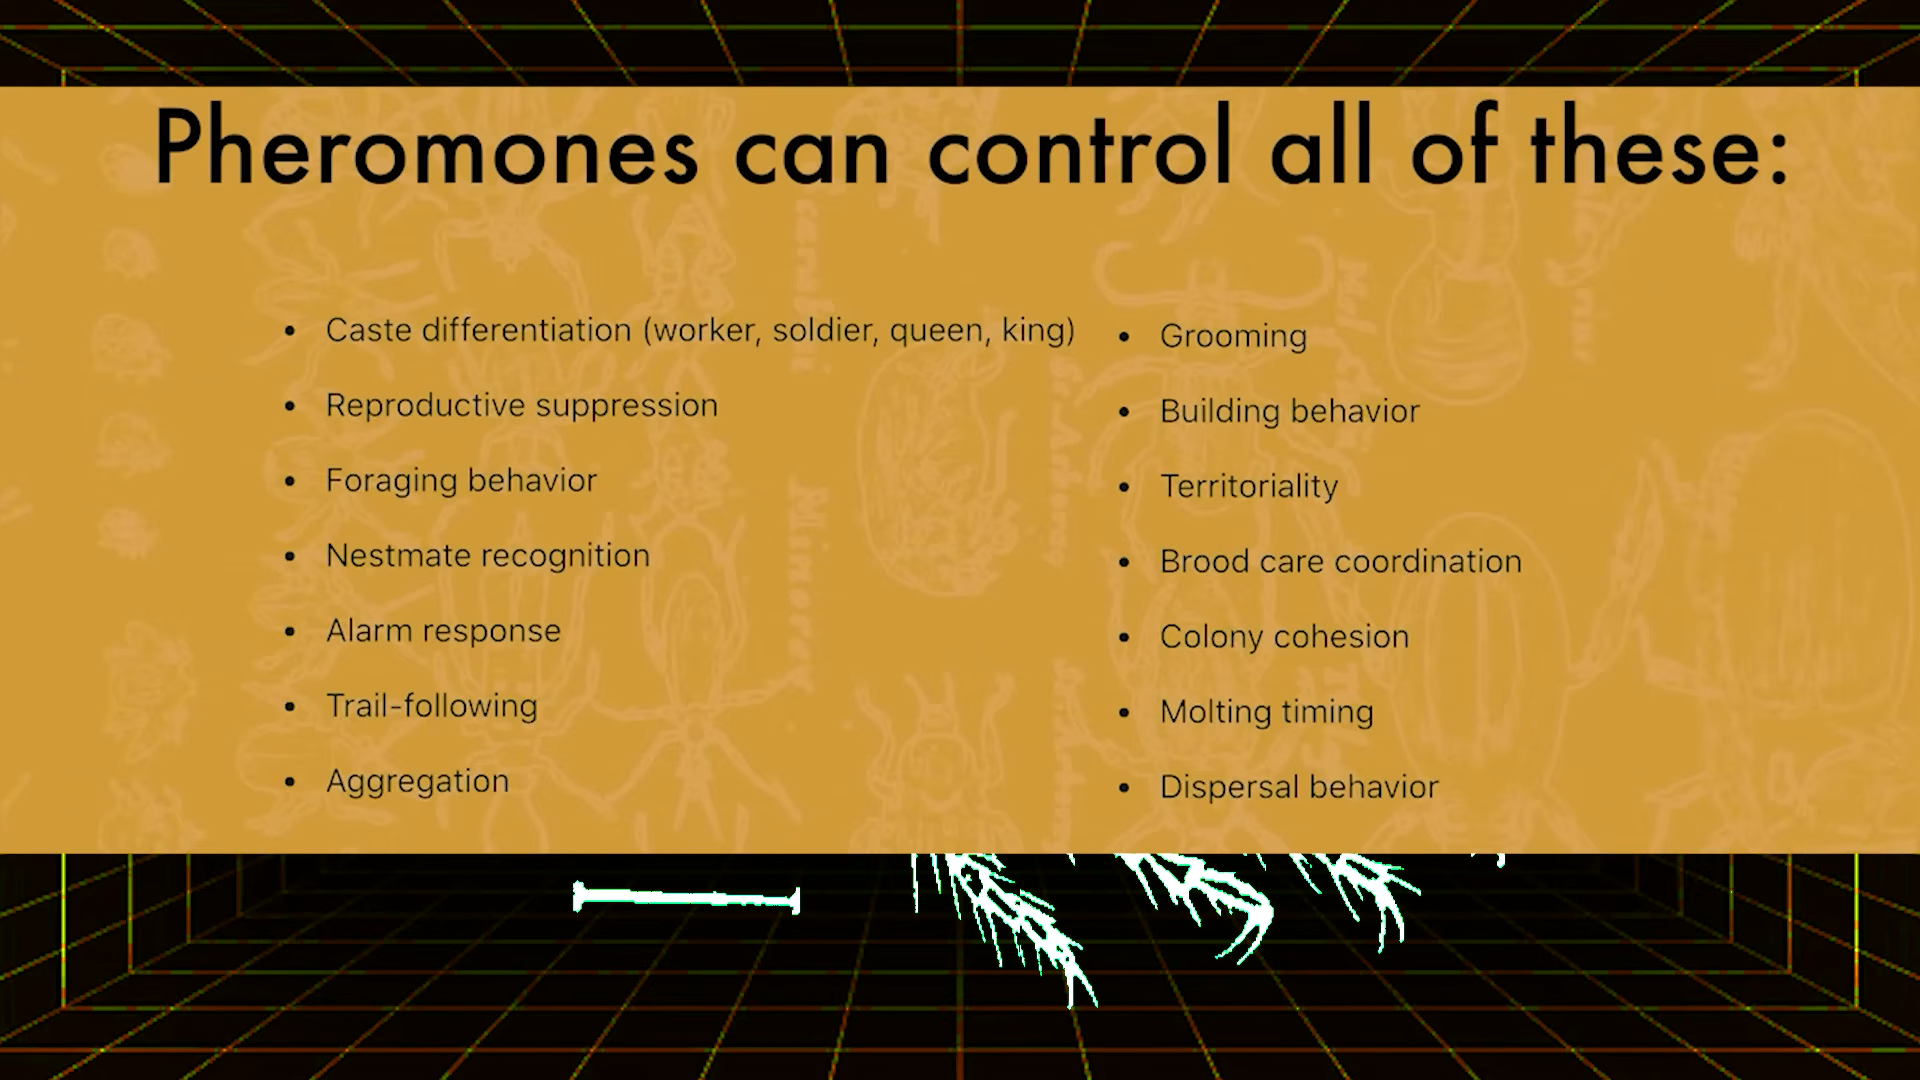 Pheromones can control all of these:
• Caste differentiation (worker, soldier, queen, king)
• Reproductive suppression
• Foraging behavior
• Nestmate recognition
• Alarm response
• Trail-following
• Aggregation
• Grooming
• Building behavior
• Territoriality
• Brood care coordination
• Colony cohesion
• Molting timing
• Dispersal behavior